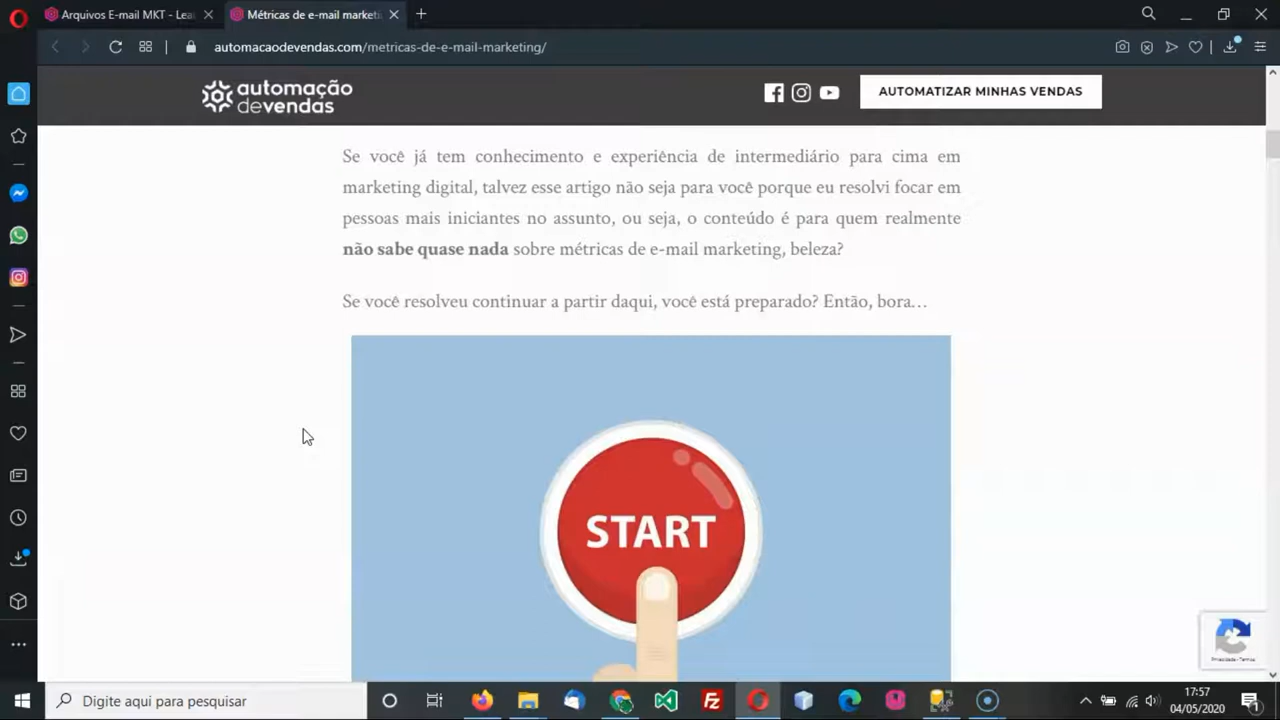 Arquivos E-mail MKT - Lea
Métricas de e-mail marketi
automacaodevendas.com/metricas-de-e-mail-marketing/
automação
devendas
AUTOMATIZAR MINHAS VENDAS
Se você já tem conhecimento e experiência de intermediário para cima em
marketing digital, talvez esse artigo não seja para você porque eu resolvi focar em
pessoas mais iniciantes no assunto, ou seja, o conteúdo é para quem realmente
não sabe quase nada sobre métricas de e-mail marketing, beleza?
Se você resolveu continuar a partir daqui, você está preparado? Então, bora…
START
Privacidade - Termos
Digite aqui para pesquisar
17:57
04/05/2020
1